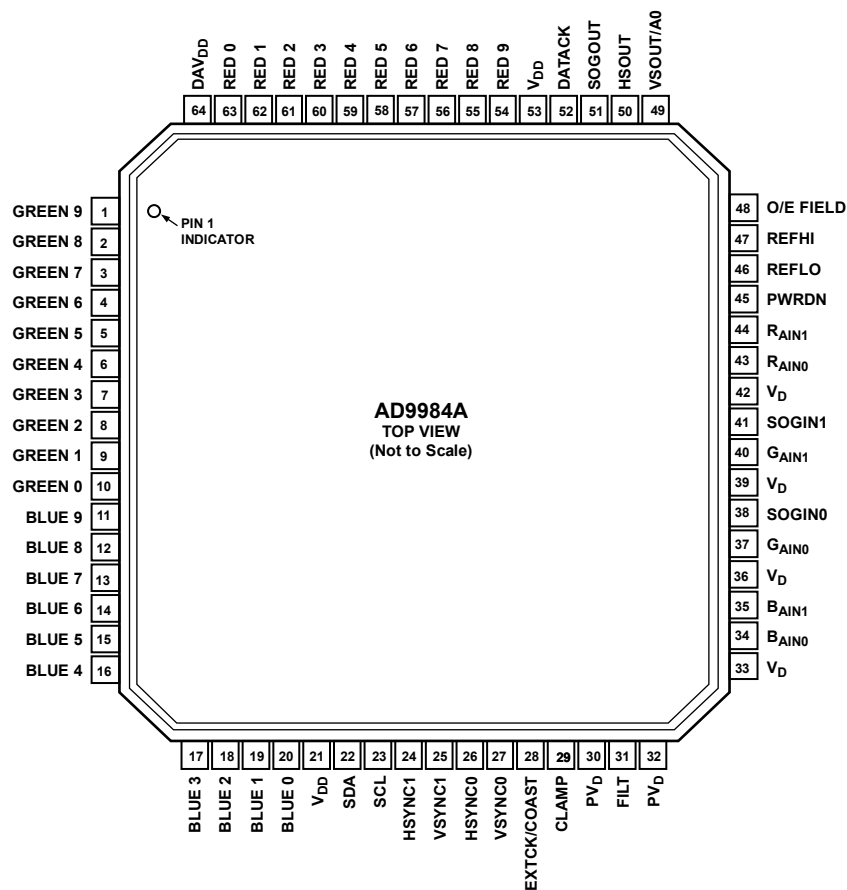 DAVDD
RED 0
RED 1
RED 2
RED 3
RED 4
RED 5
RED 6
RED 7
RED 8
RED 9
VDD
DATACK
SOGOUT
HSOUT
VSOUT/A0
64 63 62 61 60 59 58 57 56 55 54 53 52 51 50 49
GREEN 9 1
GREEN 8 2
GREEN 7 3
GREEN 6 4
GREEN 5 5
GREEN 4 6
GREEN 3 7
GREEN 2 8
GREEN 1 9
GREEN 0 10
BLUE 9 11
BLUE 8 12
BLUE 7 13
BLUE 6 14
BLUE 5 15
BLUE 4 16
PIN 1
INDICATOR
AD9984A
TOP VIEW
(Not to Scale)
48 O/E FIELD
47 REFHI
46 REFLO
45 PWRDN
44 RAIN1
43 RAIN0
42 VD
41 SOGIN1
40 GAIN1
39 VD
38 SOGIN0
37 GAIN0
36 VD
35 BAIN1
34 BAIN0
33 VD
17 18 19 20 21 22 23 24 25 26 27 28 29 30 31 32
BLUE 3
BLUE 2
BLUE 1
BLUE 0
VDD
SDA
SCL
HSYNC1
VSYNC1
HSYNC0
VSYNC0
EXTCK/COAST
CLAMP
PVD
FILT
PVD